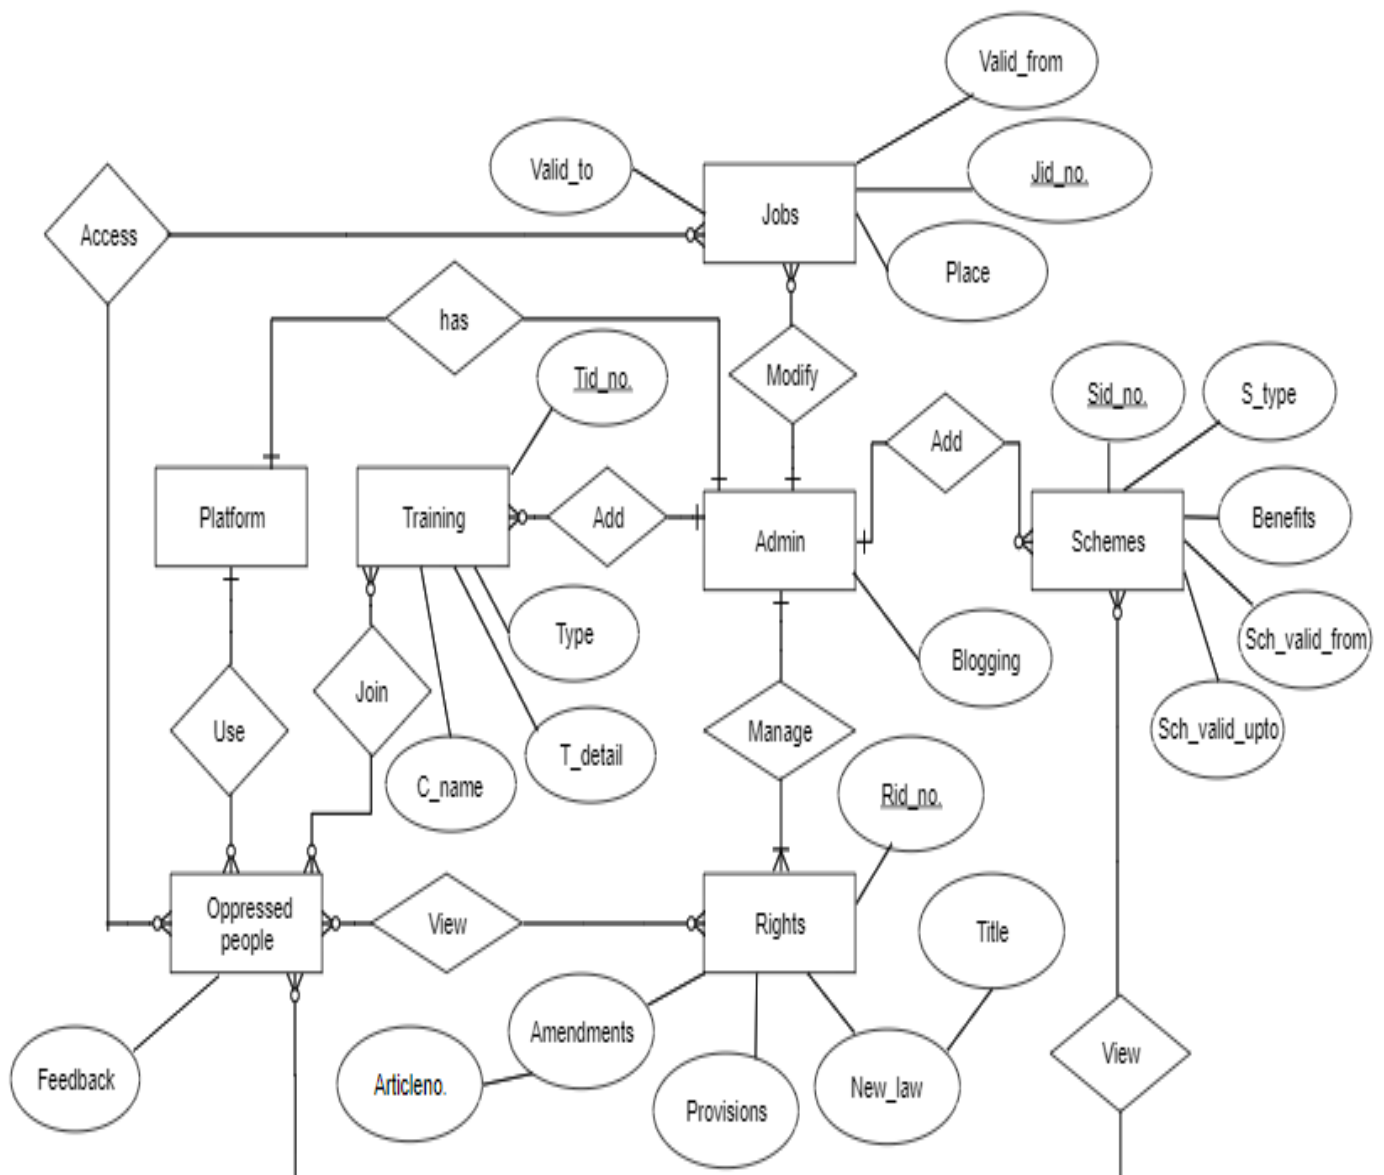 Valid_from
Valid_to
Jid_no.
Jobs
Access
Place
has
Modify
Tid_no.
Sid_no.
S_type
Add
Platform
Training
Add
Admin
Schemes
Benefits
Type
Sch_valid_from
Blogging
Join
Use
Manage
Sch_valid_upto
T_detail
C_name
Rid_no.
Oppressed
people
View
Rights
Title
Amendments
View
Feedback
Articleno.
New_law
Provisions